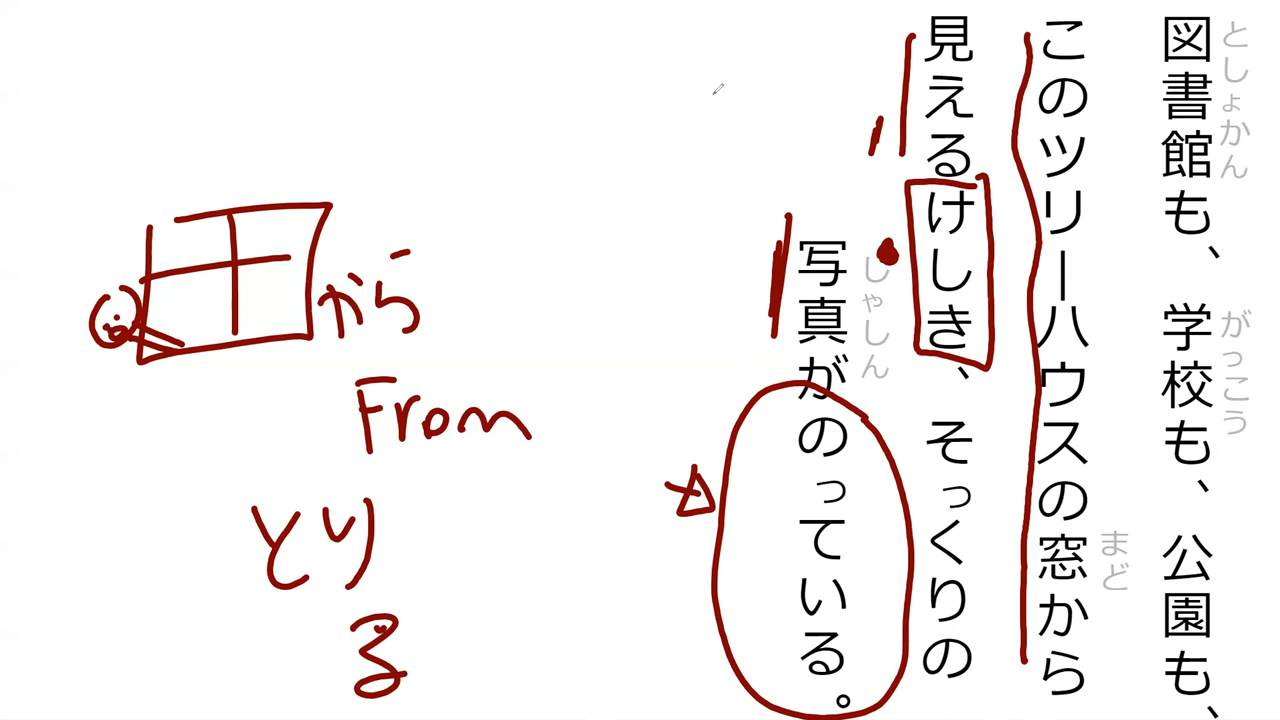 図書館も、学校も、公園も、
としょかん
がっこう
このツリーハウスの窓から
まど
見えるけしき、そっくりの
写真がのっている。
しゃしん
から
From
とり
る